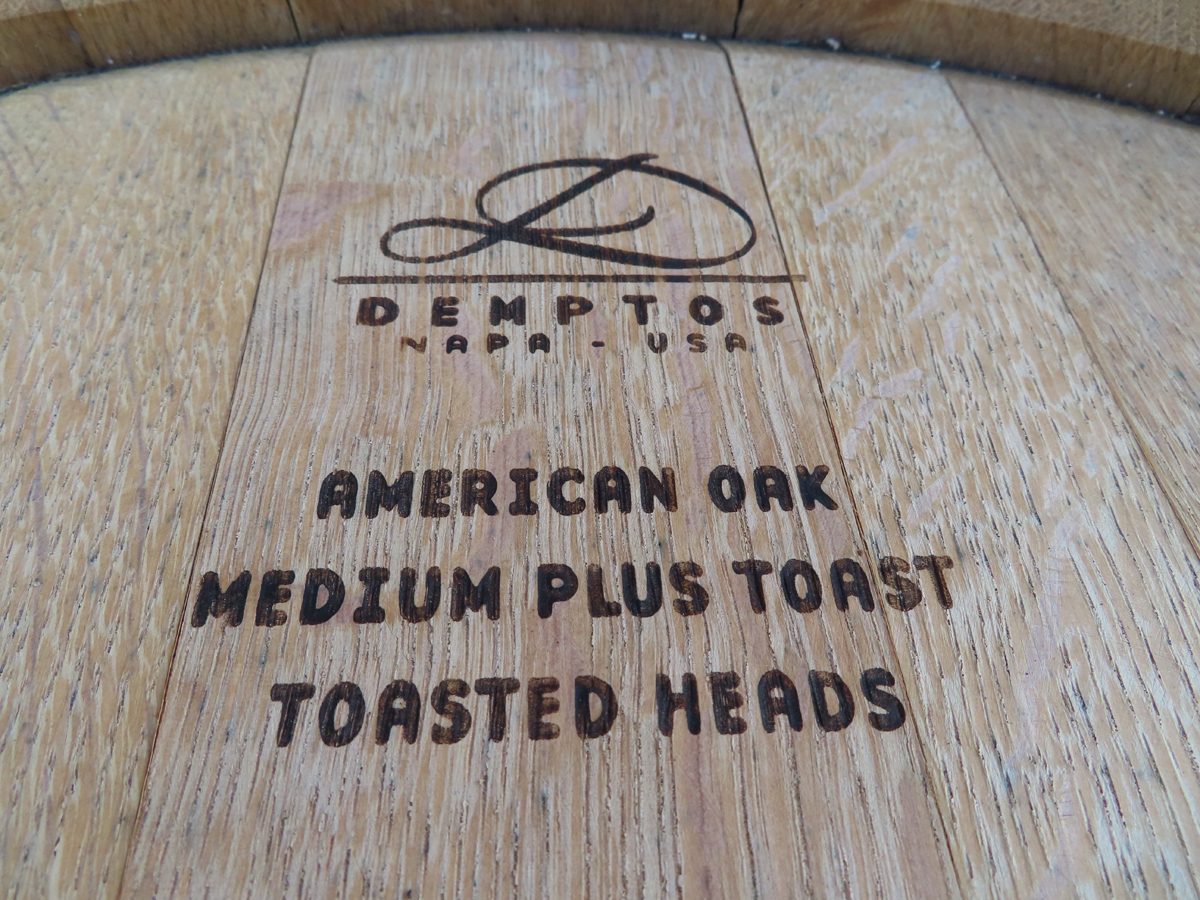 D
DEMPTOS
NAPA - USA
AMERICAN OAK
MEDIUM PLUS TOAST
TOASTED HEADS